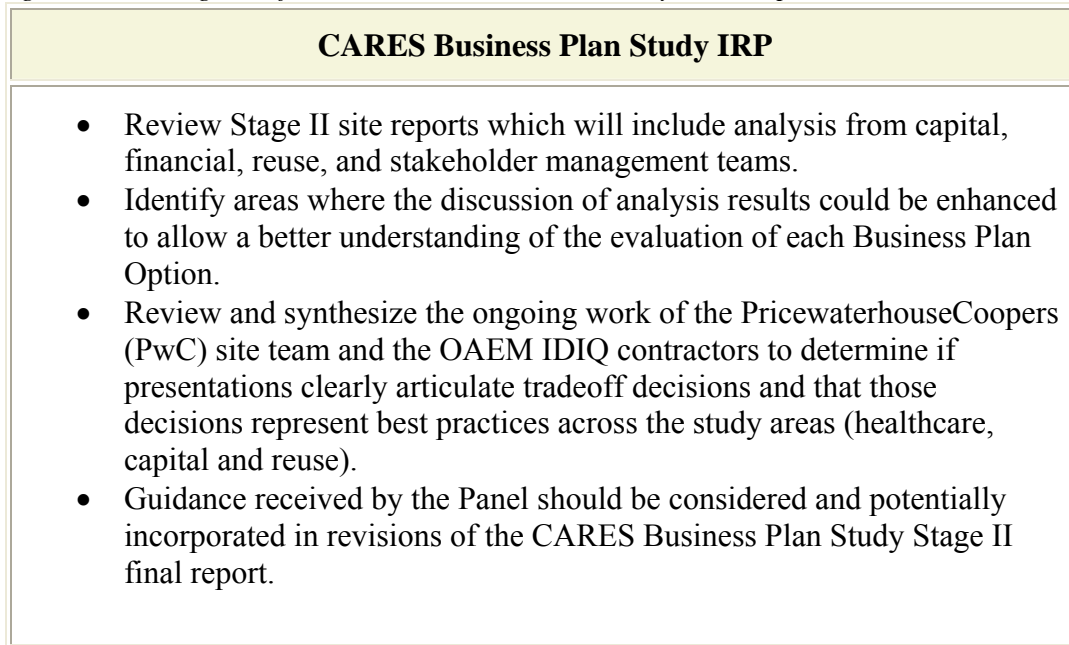 CARES Business Plan Study IRP
• Review Stage II site reports which will include analysis from capital,
financial, reuse, and stakeholder management teams.
• Identify areas where the discussion of analysis results could be enhanced
to allow a better understanding of the evaluation of each Business Plan
Option.
• Review and synthesize the ongoing work of the PricewaterhouseCoopers
(PwC) site team and the OAEM IDIQ contractors to determine if
presentations clearly articulate tradeoff decisions and that those
decisions represent best practices across the study areas (healthcare,
capital and reuse).
• Guidance received by the Panel should be considered and potentially
incorporated in revisions of the CARES Business Plan Study Stage II
final report.